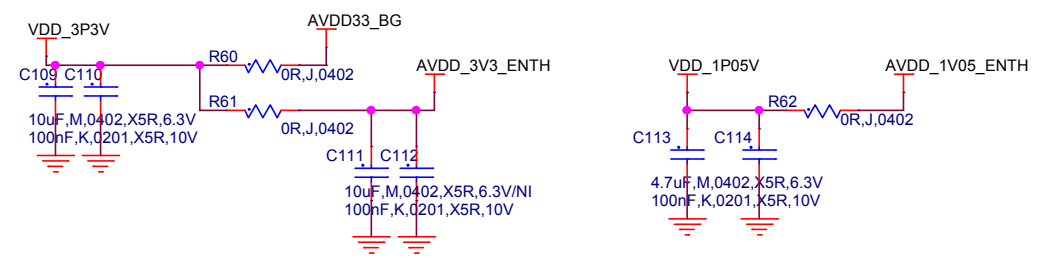 VDD_3P3V
AVDD33_BG
R60
0R,J,0402
AVDD_3V3_ENTH
C109 C110
R61
0R,J,0402
10uF,M,0402,X5R,6.3V
100nF,K,0201,X5R,10V
C111 C112
10uF,M,0402,X5R,6.3V/NI
100nF,K,0201,X5R,10V
VDD_1P05V
AVDD_1V05_ENTH
R62
0R,J,0402
C113 C114
4.7uF,M,0402,X5R,6.3V
100nF,K,0201,X5R,10V